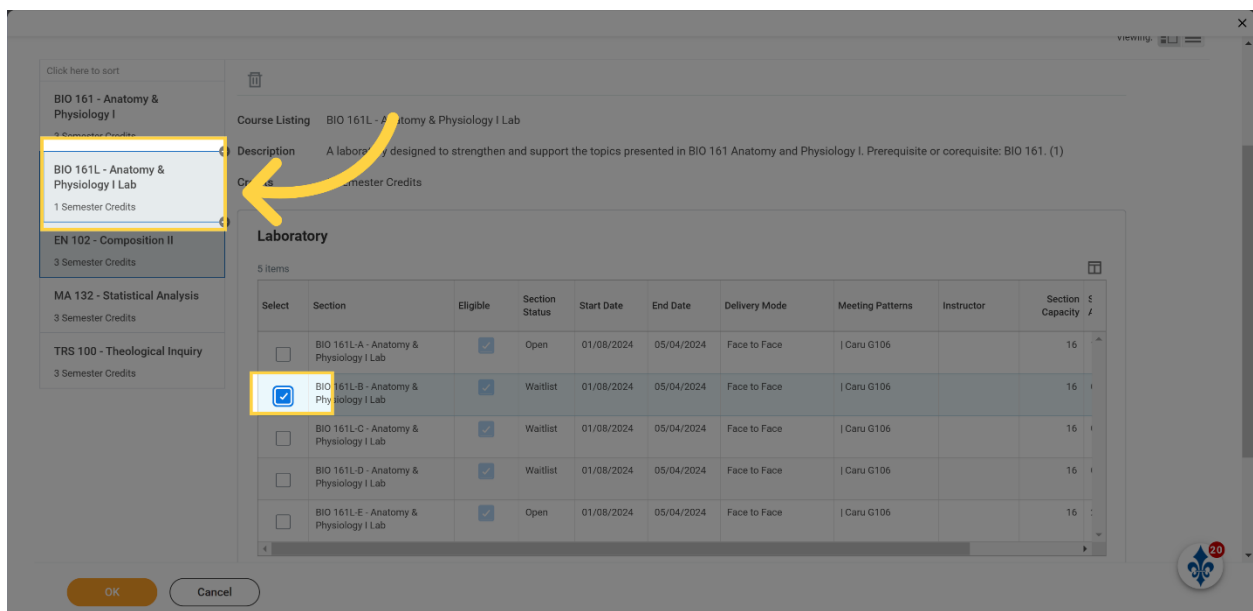 Viewing:
Click here to sort
BIO 161 - Anatomy &
Physiology I
3 Semester Credits
BIO 161L - Anatomy &
Physiology I Lab
1 Semester Credits
EN 102 - Composition II
3 Semester Credits
MA 132 - Statistical Analysis
3 Semester Credits
TRS 100 - Theological Inquiry
3 Semester Credits
Course Listing BIO 161L - Anatomy & Physiology I Lab
Description A laboratory designed to strengthen and support the topics presented in BIO 161 Anatomy and Physiology I. Prerequisite or corequisite: BIO 161. (1)
Credits Semester Credits
Laboratory
5 items
Select Section Eligible Section Status Start Date End Date Delivery Mode Meeting Patterns Instructor Section Capacity
BIO 161L-A - Anatomy & Physiology I Lab Open 01/08/2024 05/04/2024 Face to Face | Caru G106 16
BIO 161L-B - Anatomy & Physiology I Lab Waitlist 01/08/2024 05/04/2024 Face to Face | Caru G106 16
BIO 161L-C - Anatomy & Physiology I Lab Waitlist 01/08/2024 05/04/2024 Face to Face | Caru G106 16
BIO 161L-D - Anatomy & Physiology I Lab Waitlist 01/08/2024 05/04/2024 Face to Face | Caru G106 16
BIO 161L-E - Anatomy & Physiology I Lab Open 01/08/2024 05/04/2024 Face to Face | Caru G106 16
20
OK Cancel